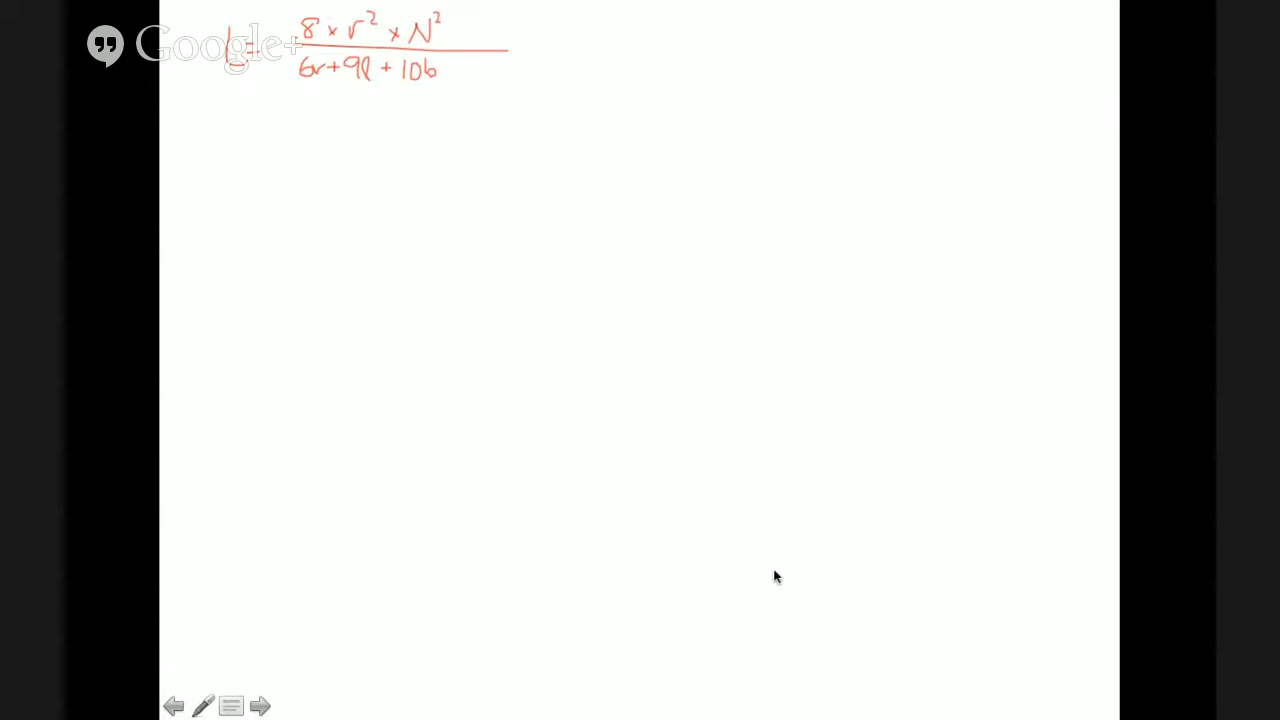 Google+
L = .8 × r² × N²
6r + 9l + 10b